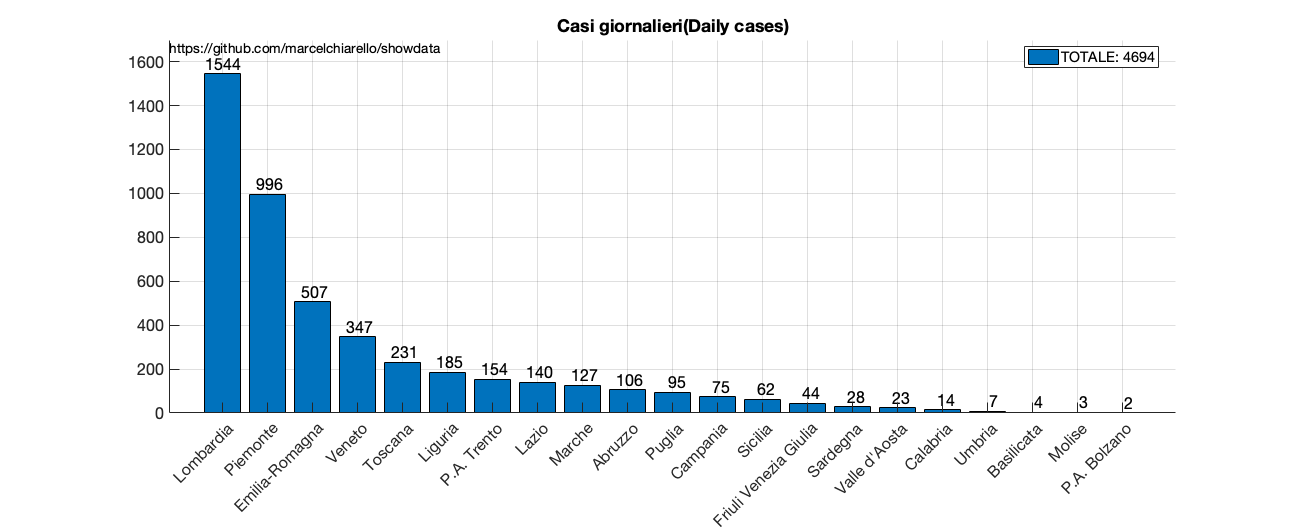 Casi giornalieri(Daily cases)
https://github.com/marcelchiarello/showdata
TOTALE: 4694
1600
1400
1200
1000
800
600
400
200
0
1544
996
507
347
231
185
154
140
127
106
95
75
62
44
28
23
14
7
4
3
2
Lombardia
Piemonte
Emilia-Romagna
Veneto
Toscana
Liguria
P.A. Trento
Lazio
Marche
Abruzzo
Puglia
Campania
Sicilia
Friuli Venezia Giulia
Sardegna
Valle d'Aosta
Calabria
Umbria
Basilicata
Molise
P.A. Bolzano